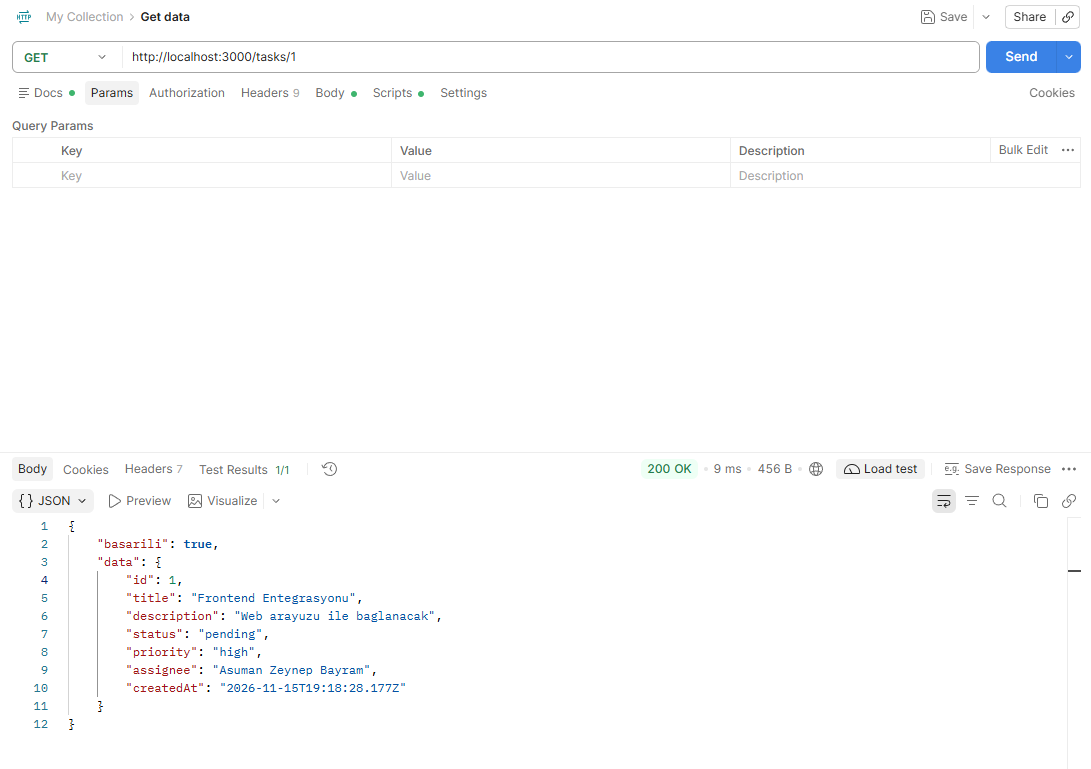 HTTP My Collection > Get data Save Share
GET http://localhost:3000/tasks/1 Send
Docs Params Authorization Headers 9 Body Scripts Settings Cookies
Query Params
Key Value Description Bulk Edit
Key Value Description
Body Cookies Headers 7 Test Results 1/1 200 OK • 9 ms • 456 B • Load test e.g. Save Response
{} JSON Preview Visualize
1 {
2 "basarili": true,
3 "data": {
4 "id": 1,
5 "title": "Frontend Entegrasyonu",
6 "description": "Web arayuzu ile baglanacak",
7 "status": "pending",
8 "priority": "high",
9 "assignee": "Asuman Zeynep Bayram",
10 "createdAt": "2026-11-15T19:18:28.177Z"
11 }
12 }